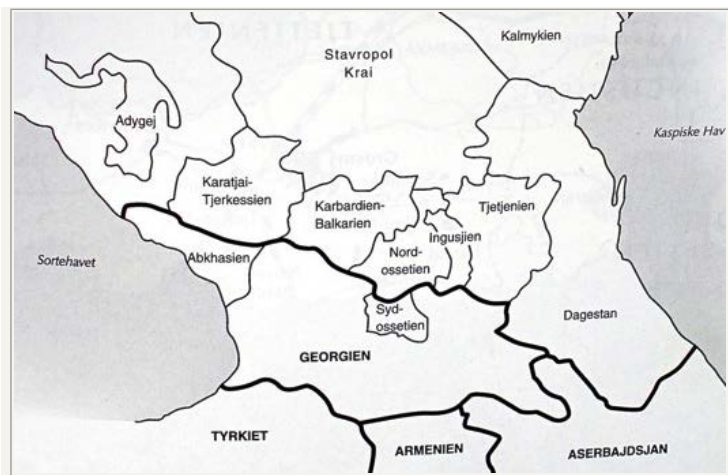 Kalmykien
Stavropol
Krai
Adygej
Kaspiske Hav
Karatjai-
Tjerkessien
Karbardien-
Balkarien
Tjetjenien
Ingusjien
Nord-
ossetien
Abkhasien
Sortehavet
Syd-
ossetien
Dagestan
GEORGIEN
TYRKIET
ARMENIEN
ASERBAJDSJAN